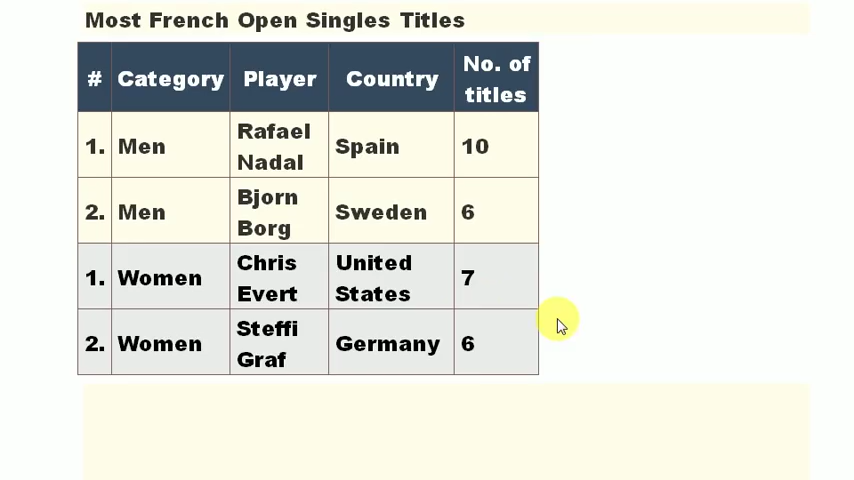 Most French Open Singles Titles
# Category Player Country No. of titles
1. Men Rafael Nadal Spain 10
2. Men Bjorn Borg Sweden 6
1. Women Chris Evert United States 7
2. Women Steffi Graf Germany 6